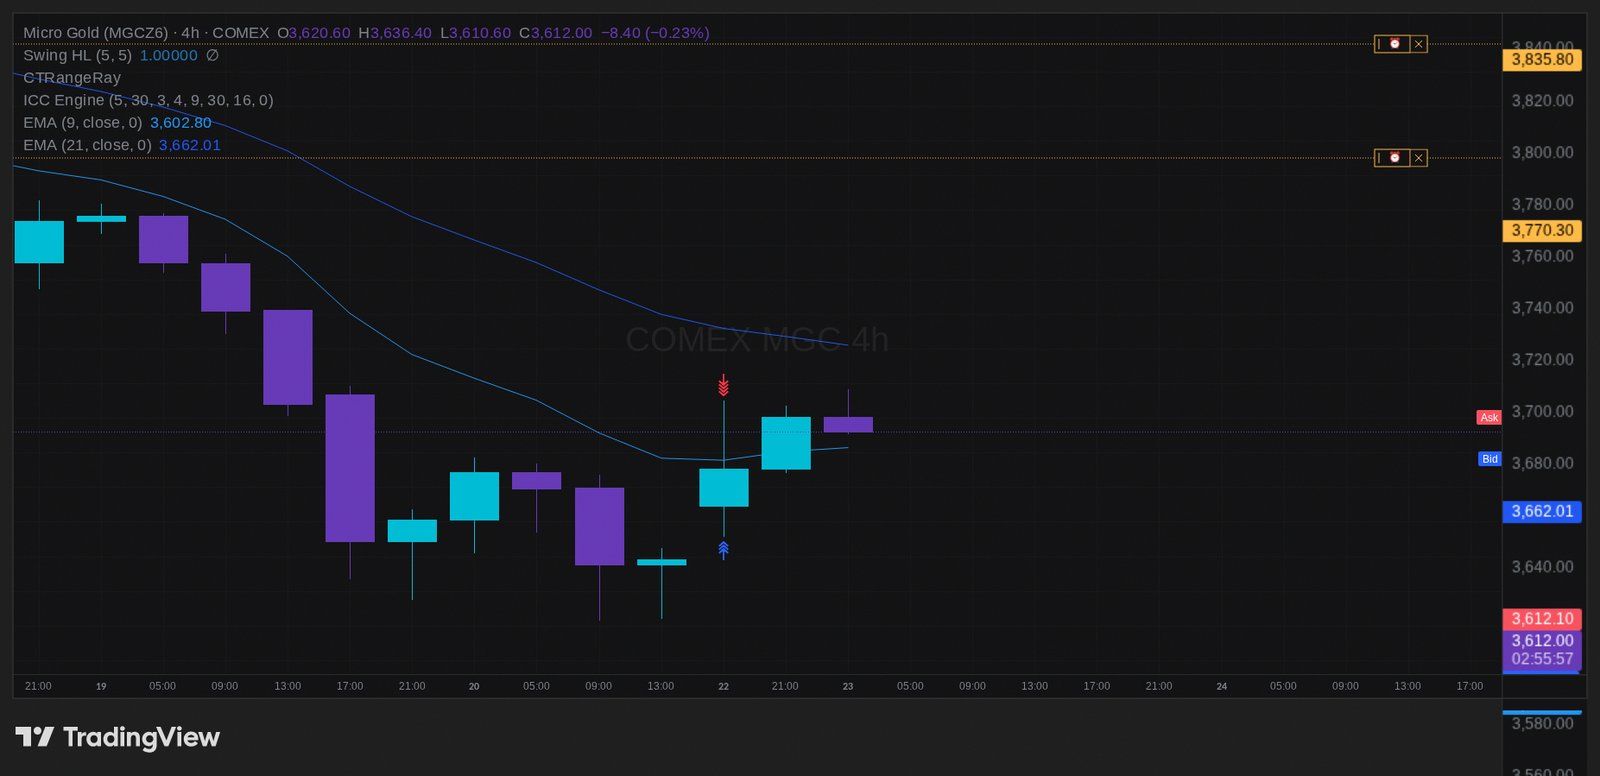 Micro Gold (MGCZ6) · 4h · COMEX O3,620.60 H3,636.40 L3,610.60 C3,612.00 −8.40 (−0.23%)
Swing HL (5, 5) 1.00000 ∅
CTRangeRay
ICC Engine (5, 30, 3, 4, 9, 30, 16, 0)
EMA (9, close, 0) 3,602.80
EMA (21, close, 0) 3,662.01
COMEX MGC 4h
3,840.00
3,835.80
3,820.00
3,800.00
3,780.00
3,770.30
3,760.00
3,740.00
3,720.00
3,700.00
Ask
3,680.00
Bid
3,662.01
3,640.00
3,612.10
3,612.00
02:55:57
21:00 19 05:00 09:00 13:00 17:00 21:00 20 05:00 09:00 13:00 22 21:00 23 05:00 09:00 13:00 17:00 21:00 24 05:00 09:00 13:00 17:00
3,580.00
3,560.00
TradingView